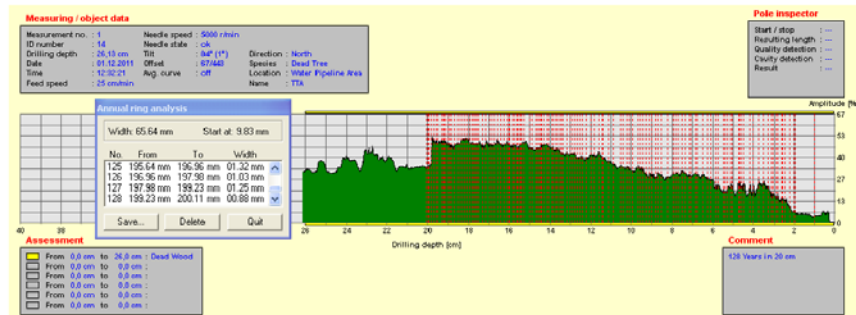 Measuring / object data
Measurement no. : 1 Needle speed : 5000 r/min
ID number : 14 Needle state : ok
Drilling depth : 26,13 cm Tilt : 04° (1°) Direction : North
Date : 01.12.2011 Offset : 67/443 Species : Dead Tree
Time : 12:32:21 Avg. curve : off Location : Water Pipeline Area
Feed speed : 25 cm/min Name : TTA
Pole inspector
Start / stop : ---
Resulting length : ---
Quality detection : ---
Cavity detection : ---
Result : ---
Amplitude [%
Annual ring analysis
Width: 65.64 mm Start at: 9.83 mm
No. From To Width
125 195.64 mm 196.96 mm 01.32 mm
126 196.96 mm 197.98 mm 01.03 mm
127 197.98 mm 199.23 mm 01.25 mm
128 199.23 mm 200.11 mm 00.88 mm
Save... Delete Quit
67
53
40
27
13
0
40 38 26 24 22 20 18 16 14 12 10 8 6 4 2 0
Drilling depth [cm]
Assessment
From 0,0 cm to 26,0 cm : Dead Wood
From 0,0 cm to 0,0 cm :
From 0,0 cm to 0,0 cm :
From 0,0 cm to 0,0 cm :
From 0,0 cm to 0,0 cm :
From 0,0 cm to 0,0 cm :
Comment
128 Years in 20 cm